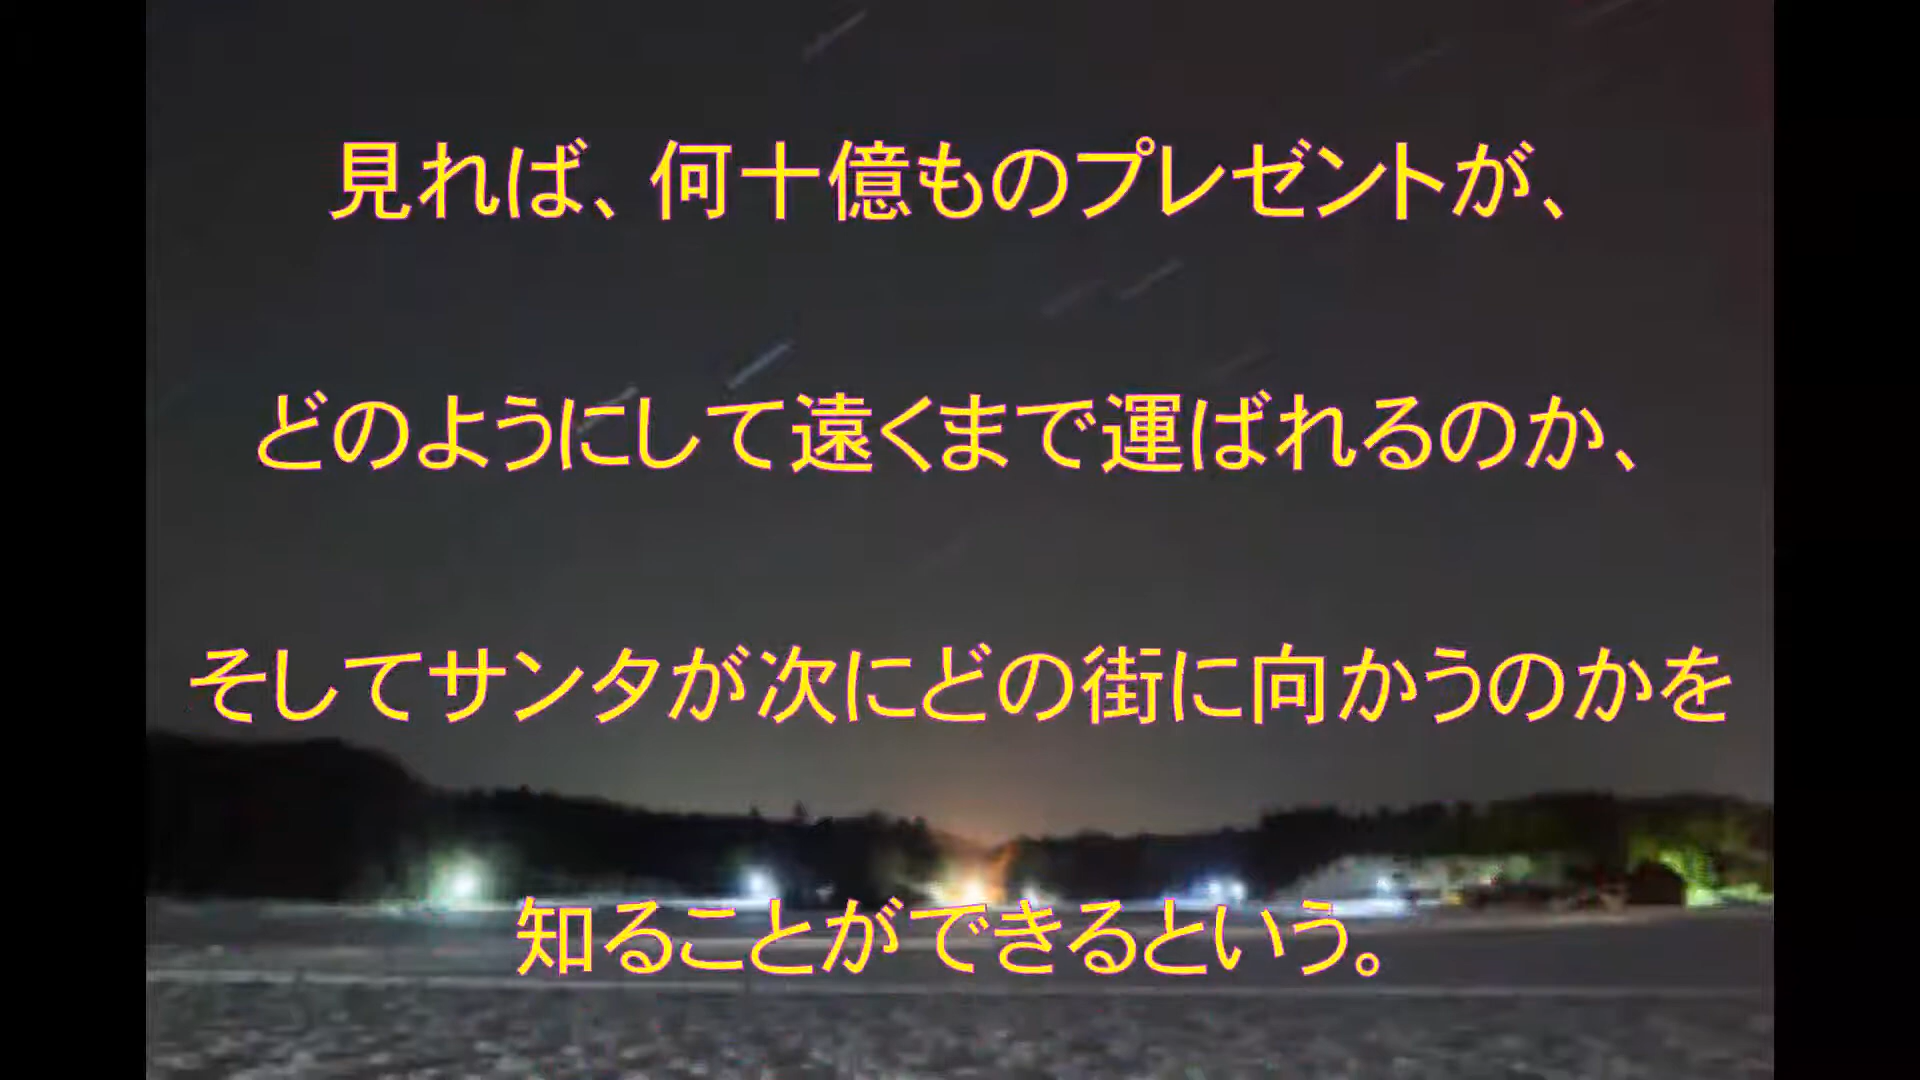 見れば、何十億ものプレゼントが、
どのようにして遠くまで運ばれるのか、
そしてサンタが次にどの街に向かうのかを
知ることができるという。